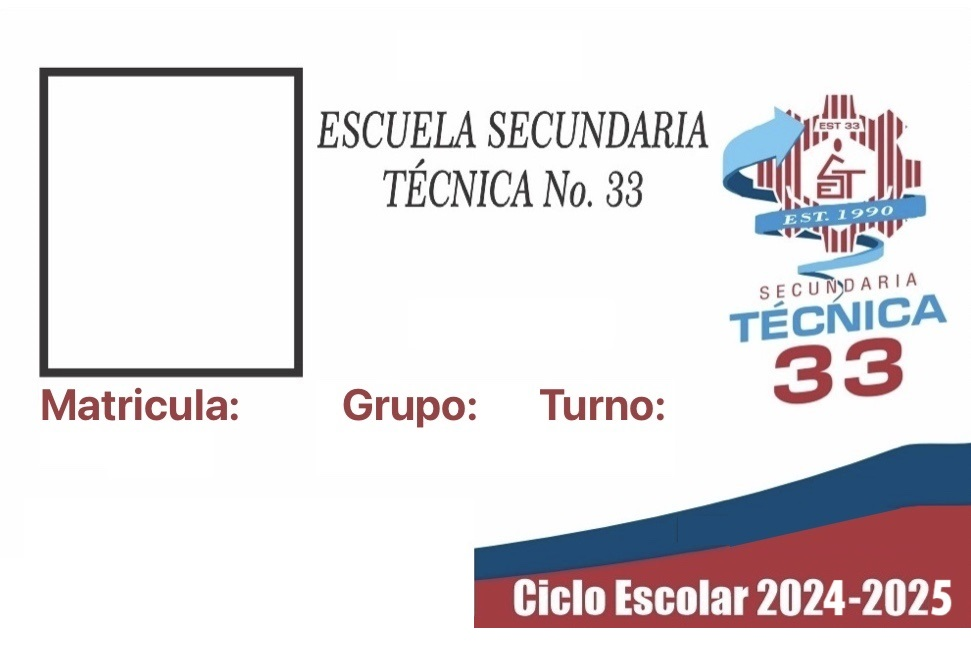 ESCUELA SECUNDARIA
TÉCNICA No. 33
EST 33
EST. 1990
SECUNDARIA
TÉCNICA
33
Matricula: Grupo: Turno:
Ciclo Escolar 2024-2025